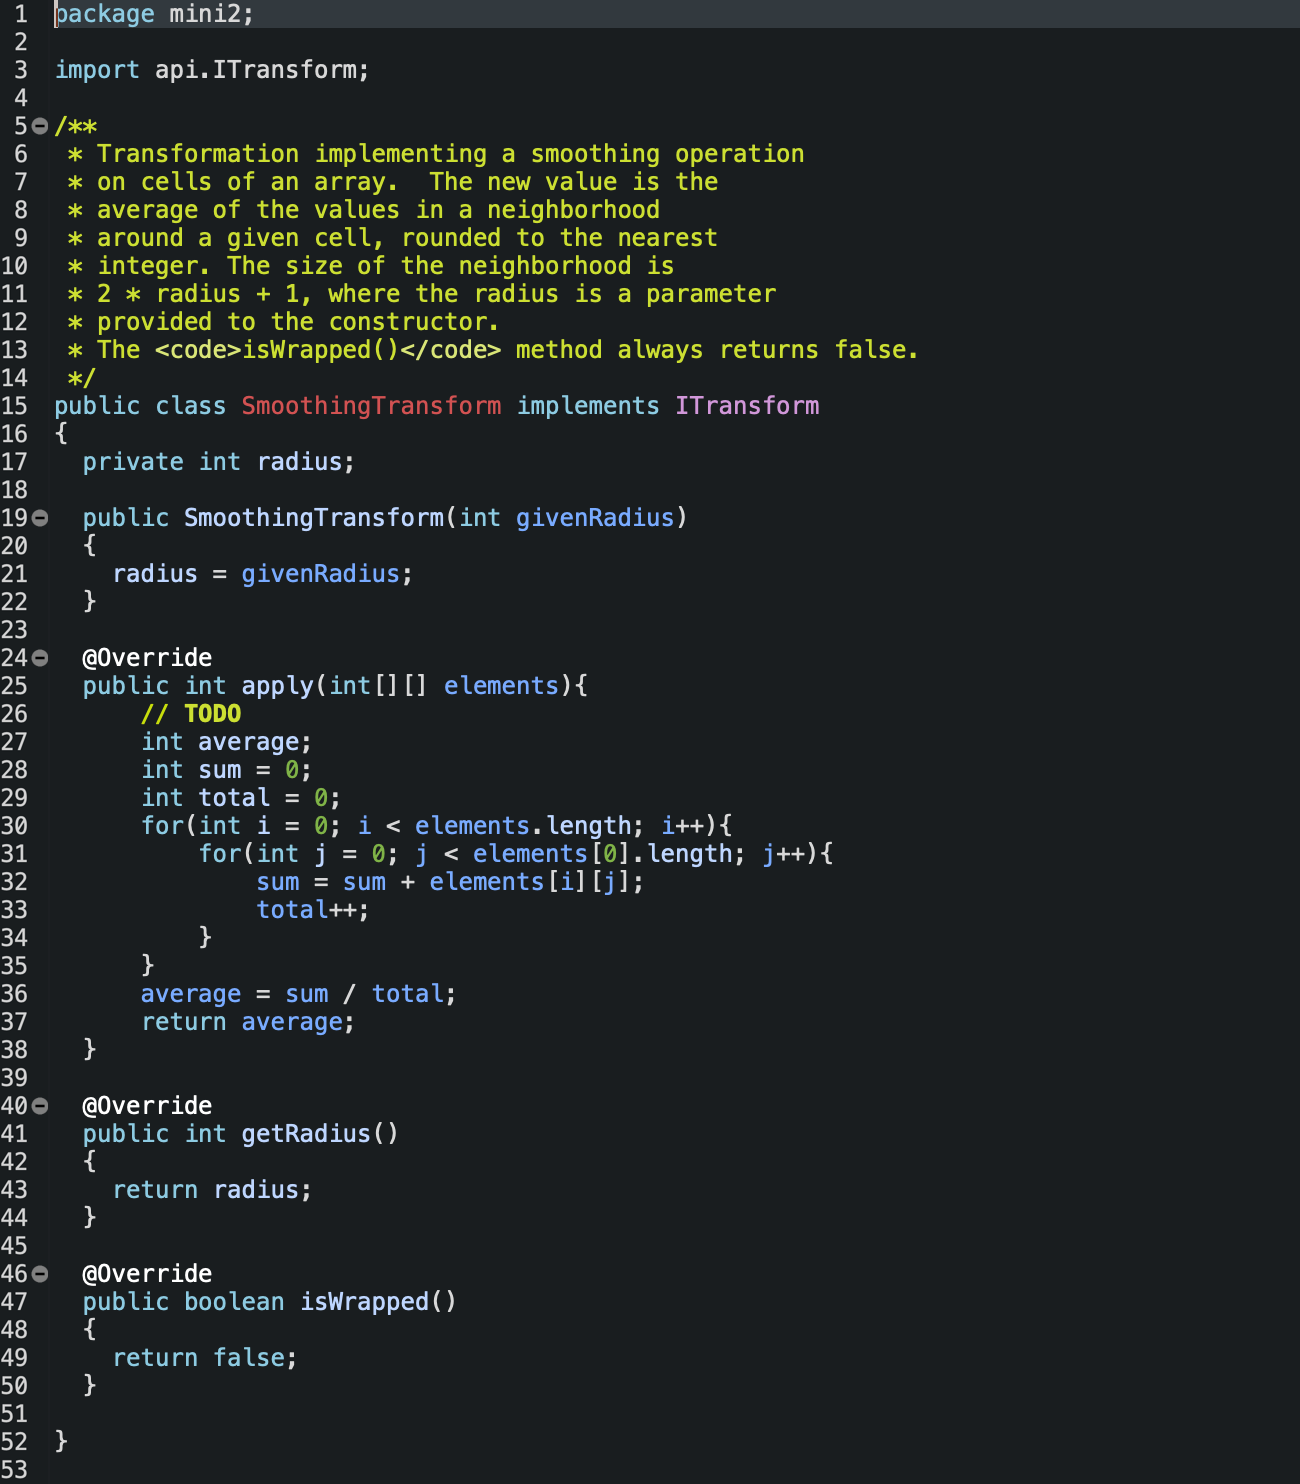 1 package mini2;
2
3 import api.ITransform;
4
5 /**
6  * Transformation implementing a smoothing operation
7  * on cells of an array.  The new value is the
8  * average of the values in a neighborhood
9  * around a given cell, rounded to the nearest
10  * integer. The size of the neighborhood is
11  * 2 * radius + 1, where the radius is a parameter
12  * provided to the constructor.
13  * The <code>isWrapped()</code> method always returns false.
14  */
15 public class SmoothingTransform implements ITransform
16 {
17   private int radius;
18
19   public SmoothingTransform(int givenRadius)
20   {
21     radius = givenRadius;
22   }
23
24   @Override
25   public int apply(int[][] elements){
26       // TODO
27       int average;
28       int sum = 0;
29       int total = 0;
30       for(int i = 0; i < elements.length; i++){
31           for(int j = 0; j < elements[0].length; j++){
32               sum = sum + elements[i][j];
33               total++;
34           }
35       }
36       average = sum / total;
37       return average;
38   }
39
40   @Override
41   public int getRadius()
42   {
43     return radius;
44   }
45
46   @Override
47   public boolean isWrapped()
48   {
49     return false;
50   }
51
52 }
53